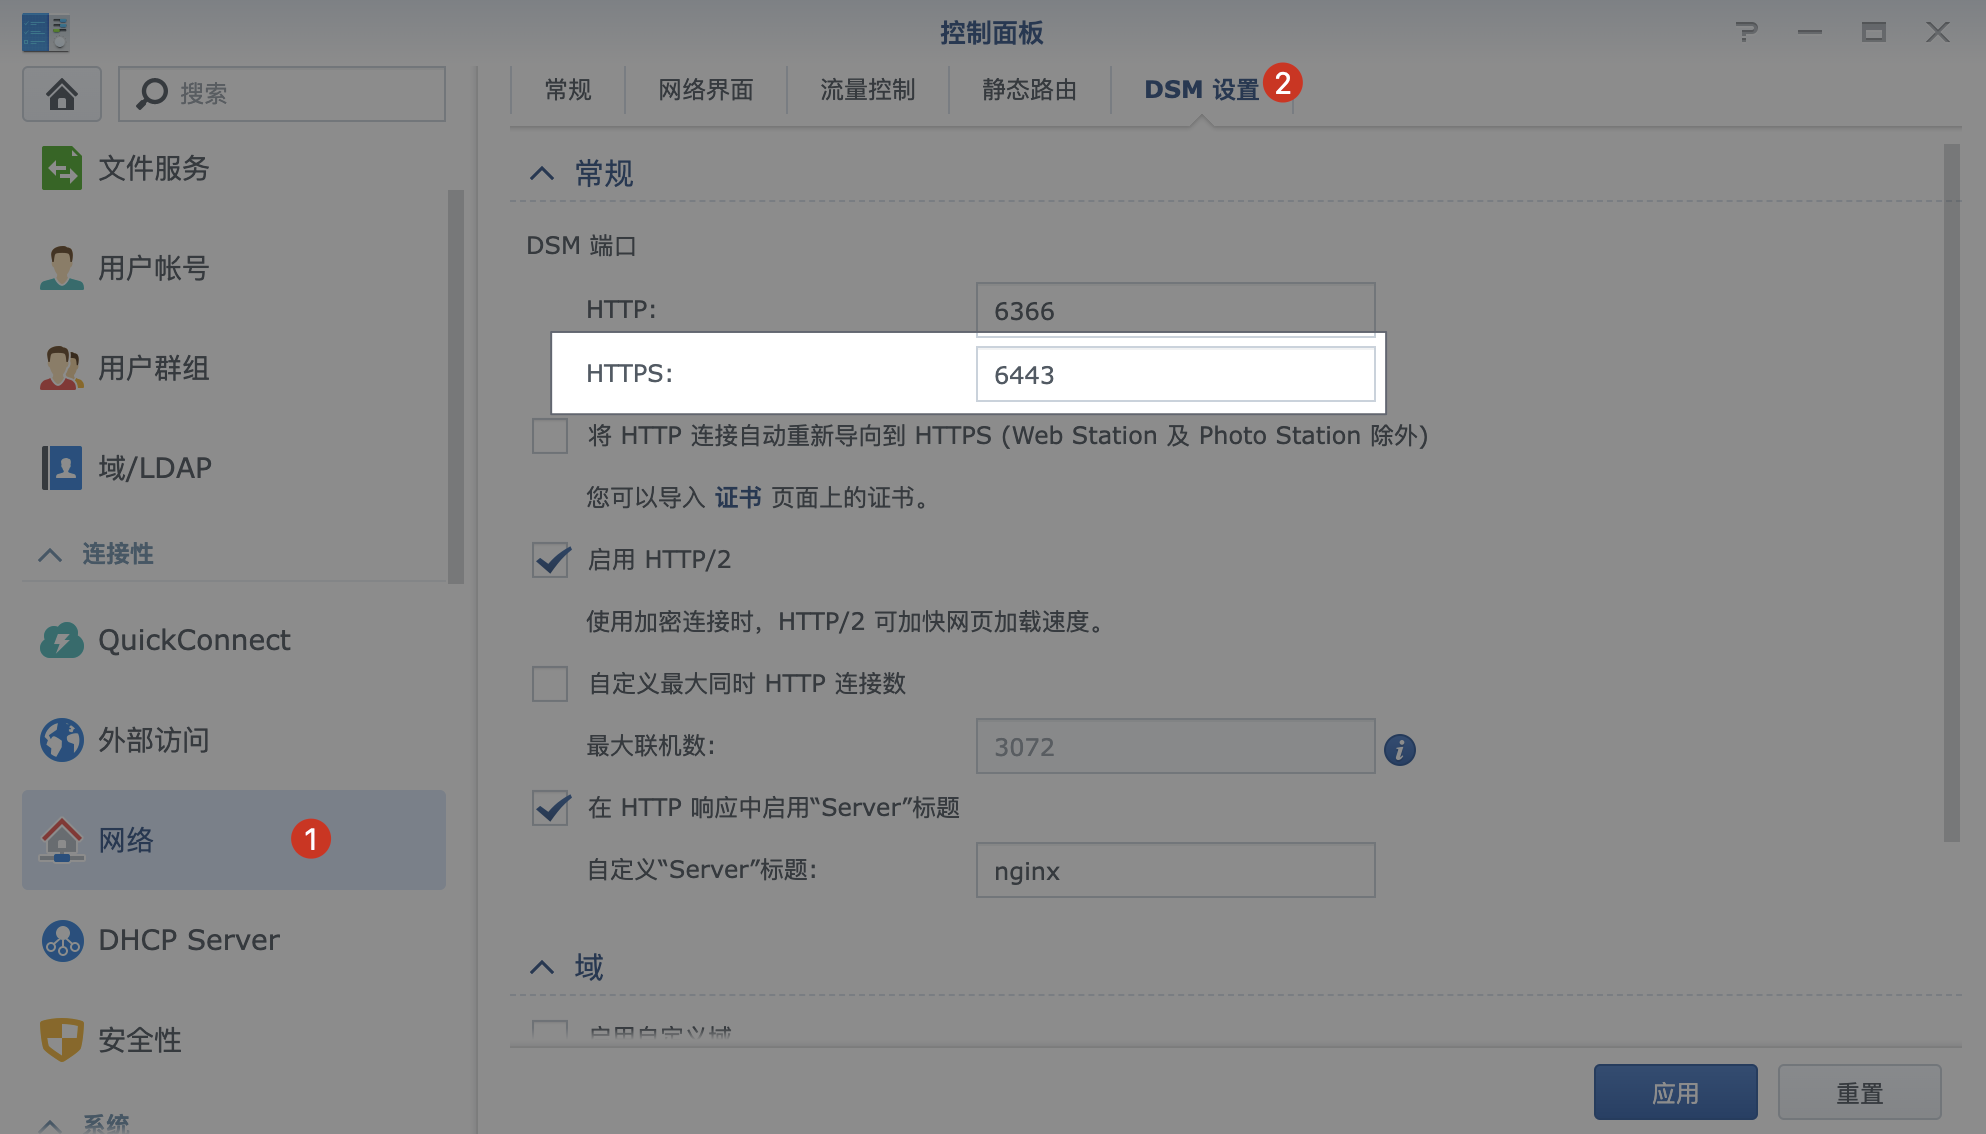 控制面板
搜索
文件服务
用户帐号
用户群组
域/LDAP
连接性
QuickConnect
外部访问
网络 1
DHCP Server
安全性
系统
常规 网络界面 流量控制 静态路由 DSM 设置 2
常规
DSM 端口
HTTP: 6366
HTTPS: 6443
将 HTTP 连接自动重新导向到 HTTPS (Web Station 及 Photo Station 除外)
您可以导入 证书 页面上的证书。
启用 HTTP/2
使用加密连接时，HTTP/2 可加快网页加载速度。
自定义最大同时 HTTP 连接数
最大联机数: 3072
在 HTTP 响应中启用“Server”标题
自定义“Server”标题: nginx
域
启用自定义域
应用 重置